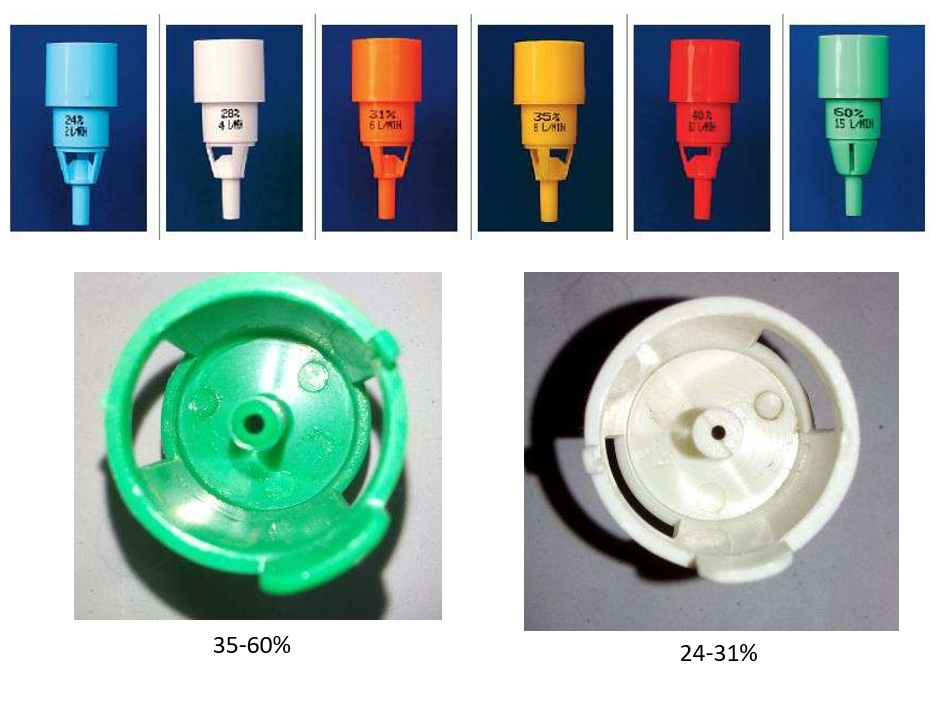 24%
2 L/MIN
28%
4 L/MIN
31%
6 L/MIN
35%
8 L/MIN
40%
L/MIN
60%
15 L/MIN
35-60%
24-31%